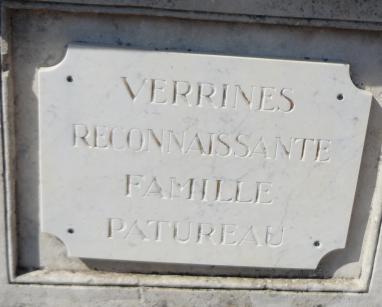 VERRINES
RECONNAISSANTE
FAMILLE
PATUREAU